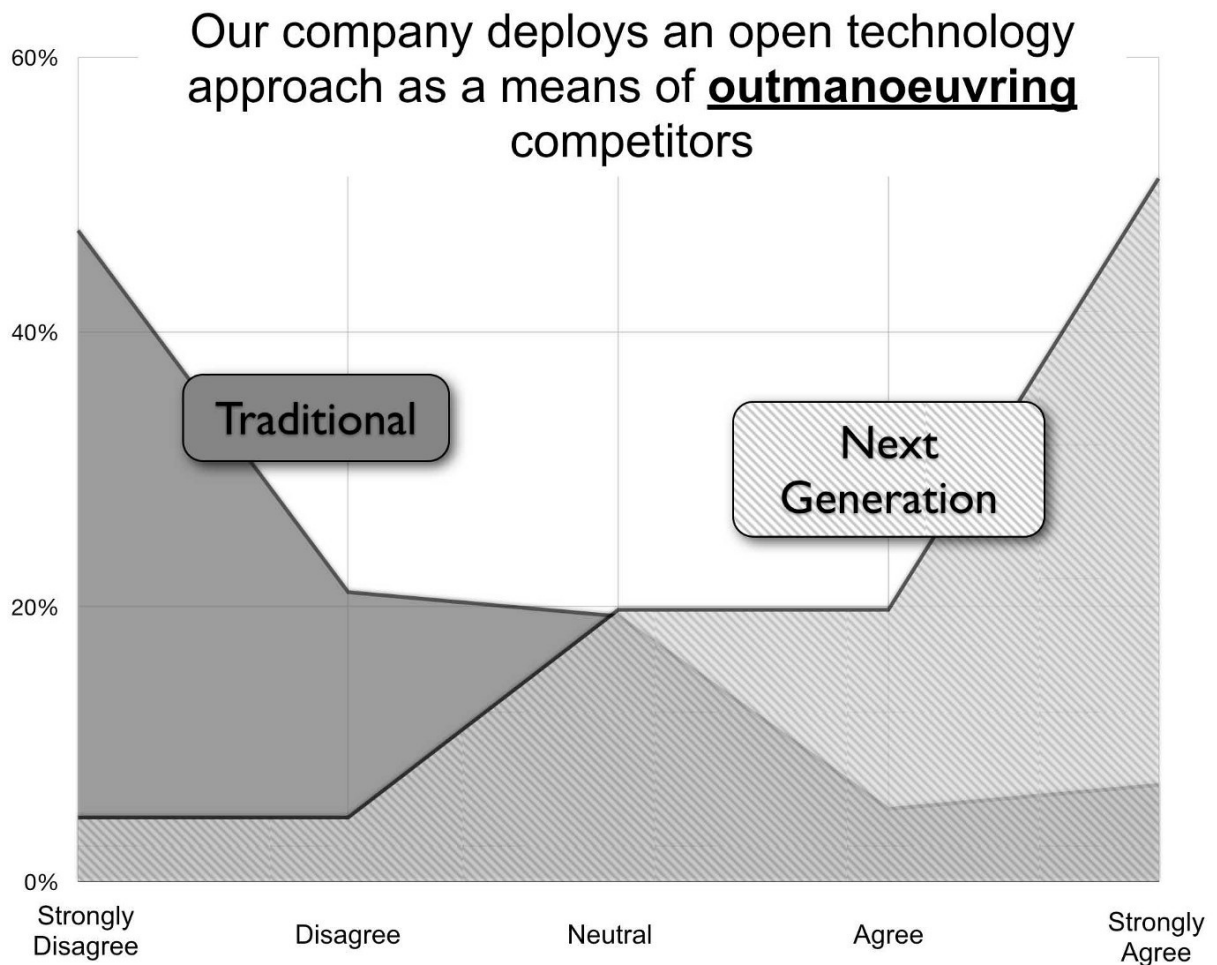 Our company deploys an open technology
approach as a means of outmanoeuvring
competitors
60%
40%
20%
0%
Traditional
Next
Generation
Strongly
Disagree
Disagree
Neutral
Agree
Strongly
Agree